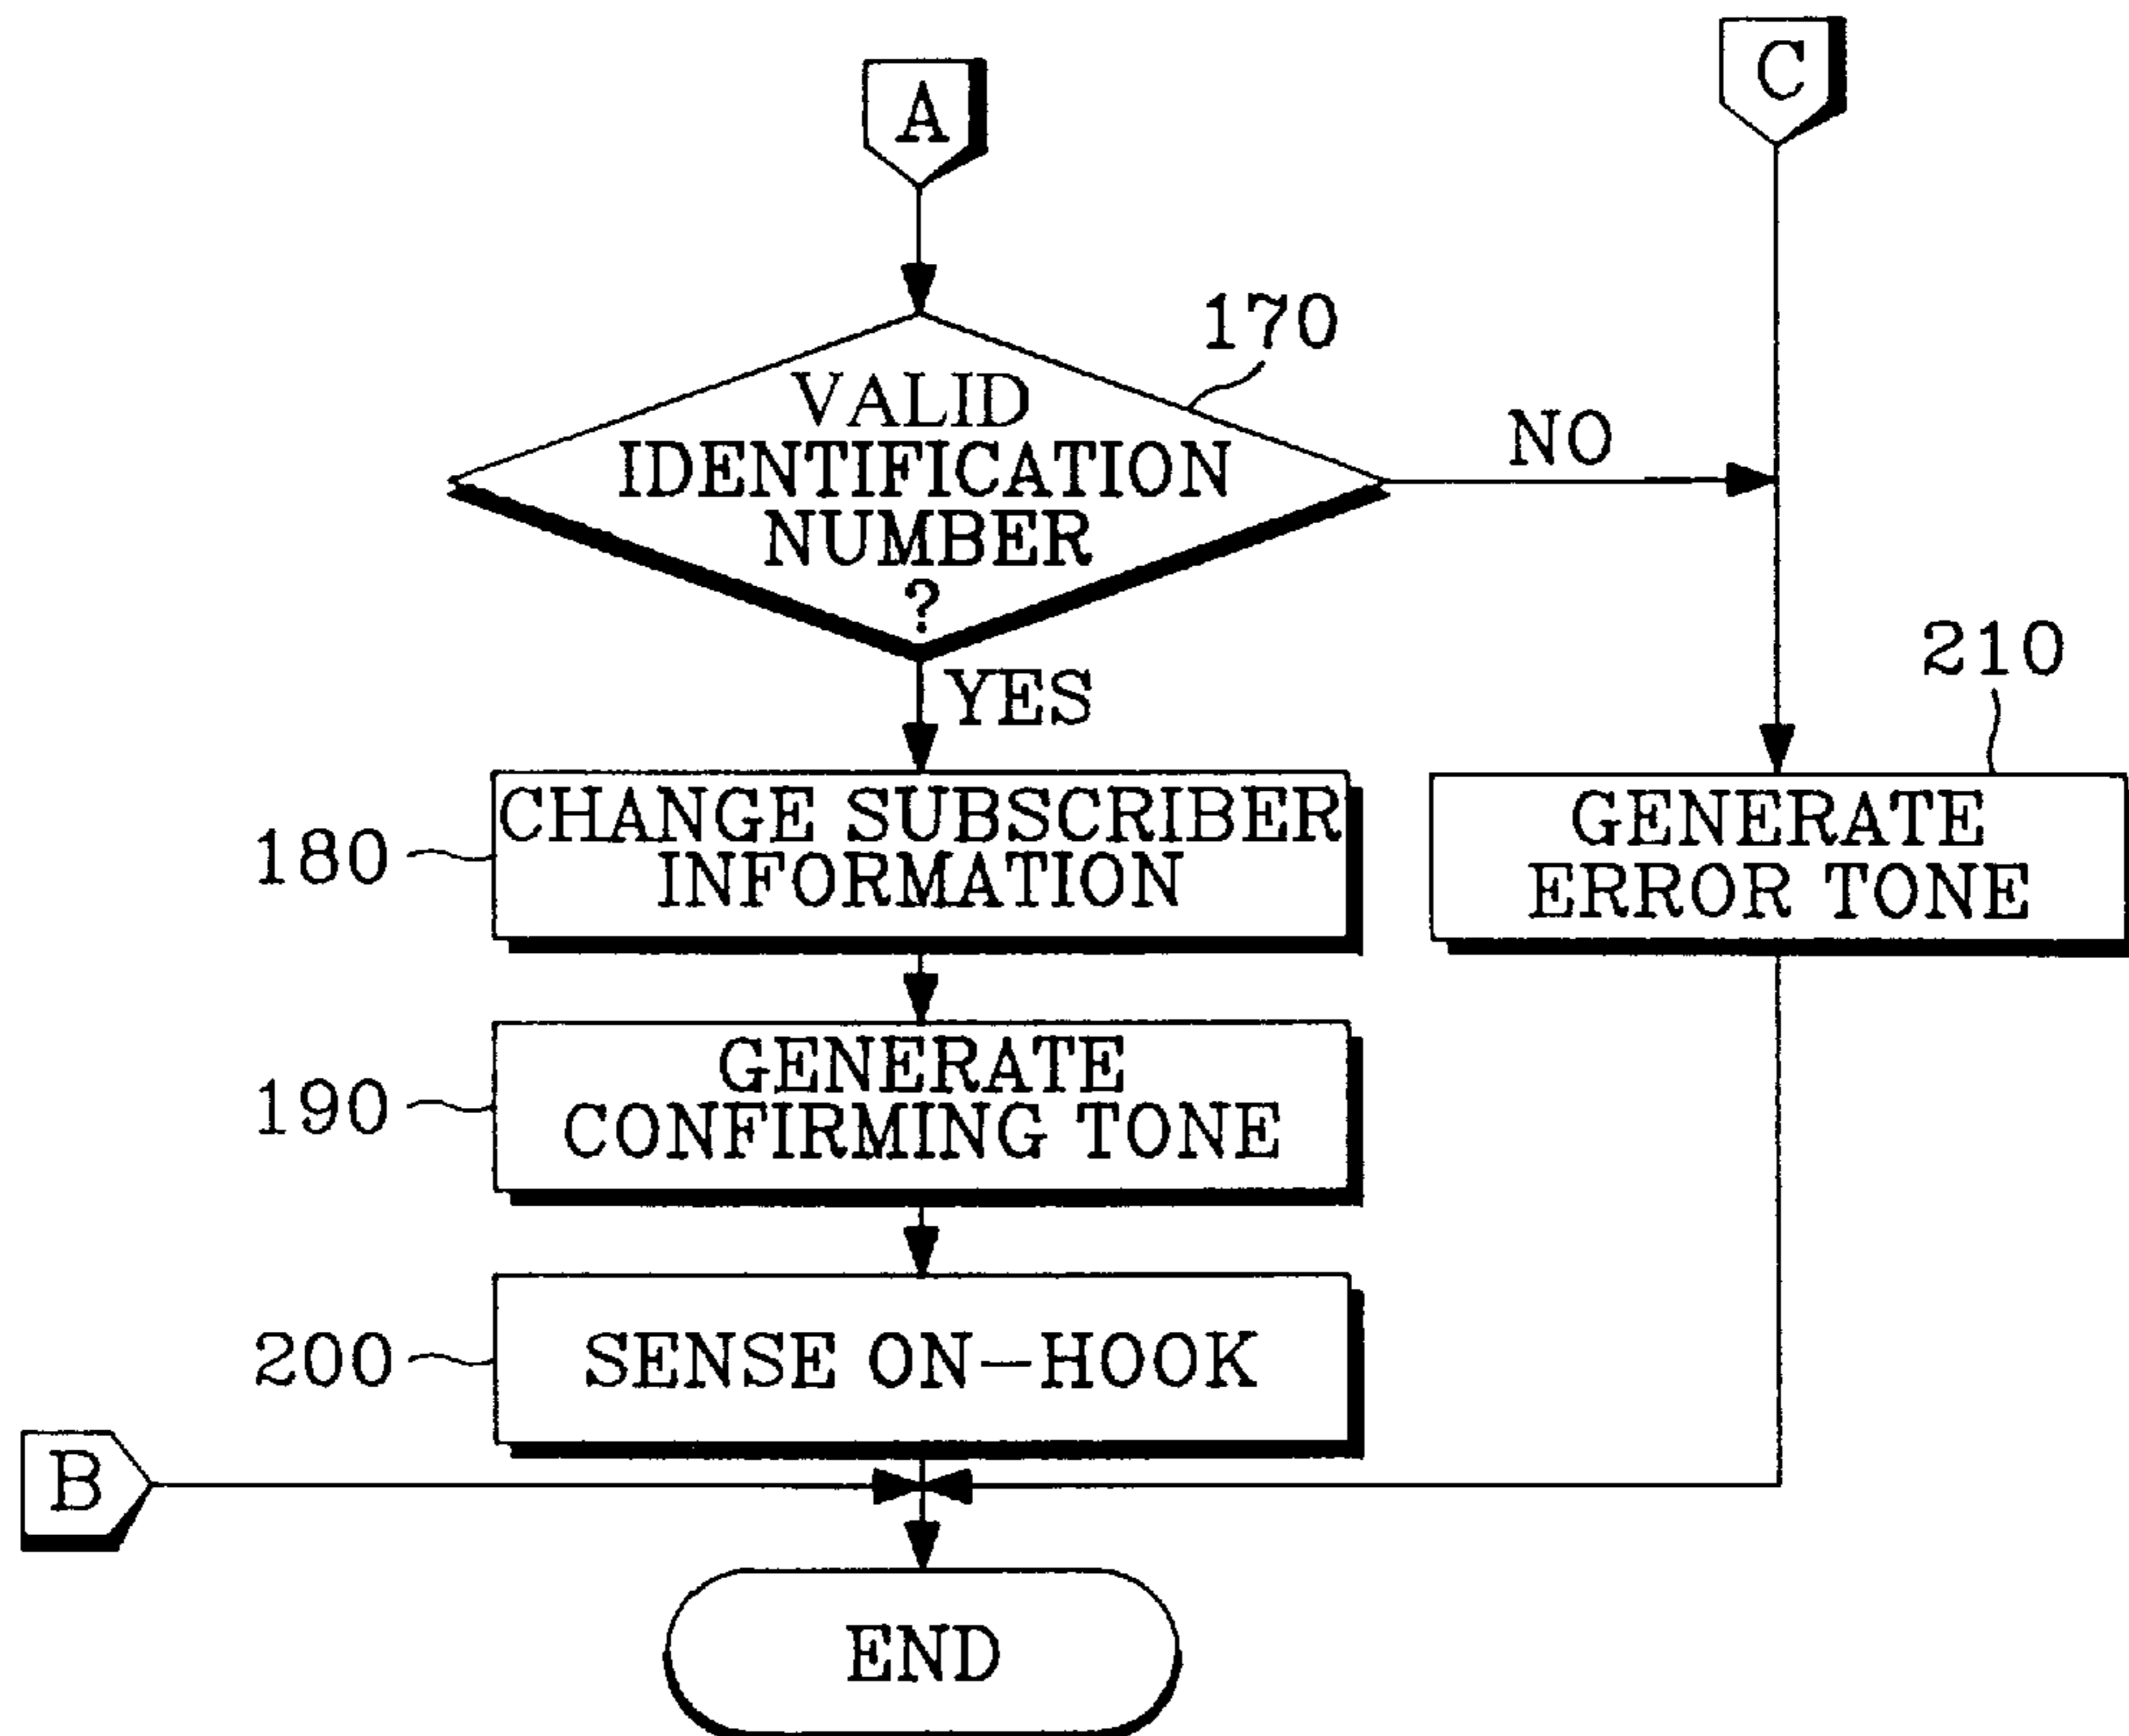 A
C
170
VALID
IDENTIFICATION
NUMBER
?
NO
YES
210
180
CHANGE SUBSCRIBER
INFORMATION
GENERATE
ERROR TONE
190
GENERATE
CONFIRMING TONE
200
SENSE ON-HOOK
B
END